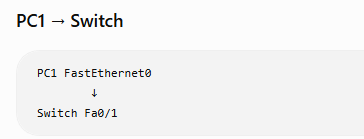 PC1 → Switch
PC1 FastEthernet0
↓
Switch Fa0/1